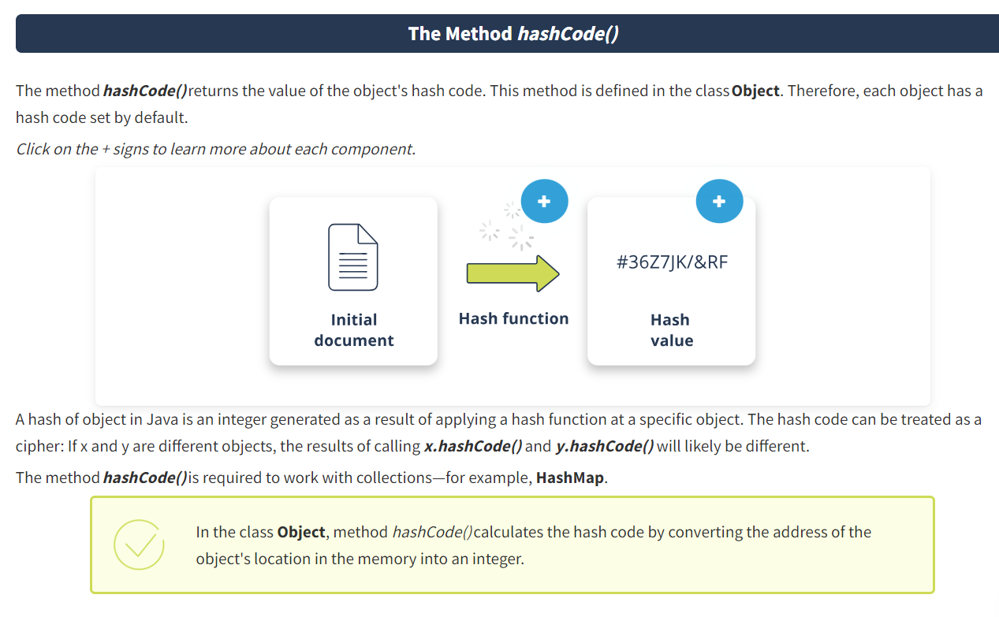 The Method hashCode()
The method hashCode() returns the value of the object's hash code. This method is defined in the class Object. Therefore, each object has a
hash code set by default.
Click on the + signs to learn more about each component.
+
+
#36Z7JK/&RF
Initial
document
Hash function
Hash
value
A hash of object in Java is an integer generated as a result of applying a hash function at a specific object. The hash code can be treated as a
cipher: If x and y are different objects, the results of calling x.hashCode() and y.hashCode() will likely be different.
The method hashCode() is required to work with collections—for example, HashMap.
In the class Object, method hashCode() calculates the hash code by converting the address of the
object's location in the memory into an integer.